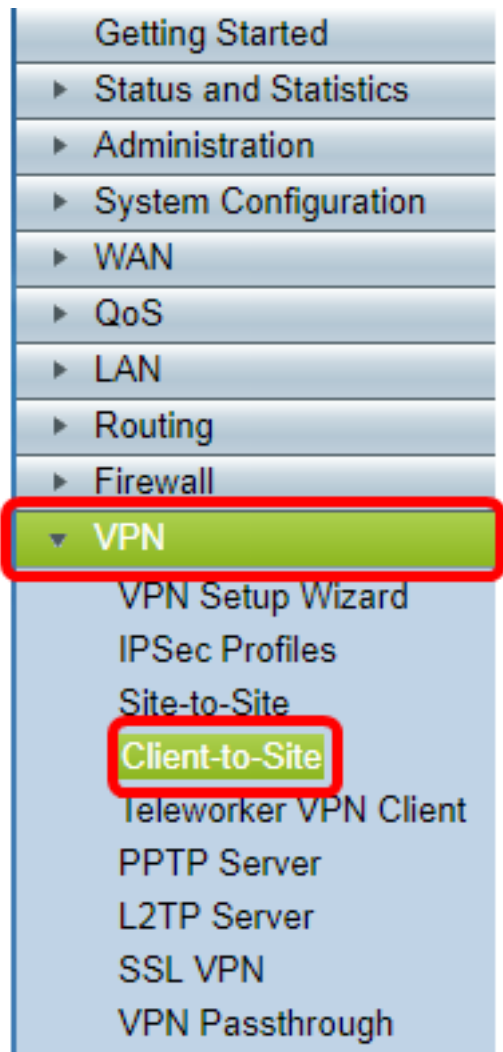 Getting Started
Status and Statistics
Administration
System Configuration
WAN
QoS
LAN
Routing
Firewall
VPN
VPN Setup Wizard
IPSec Profiles
Site-to-Site
Client-to-Site
Teleworker VPN Client
PPTP Server
L2TP Server
SSL VPN
VPN Passthrough